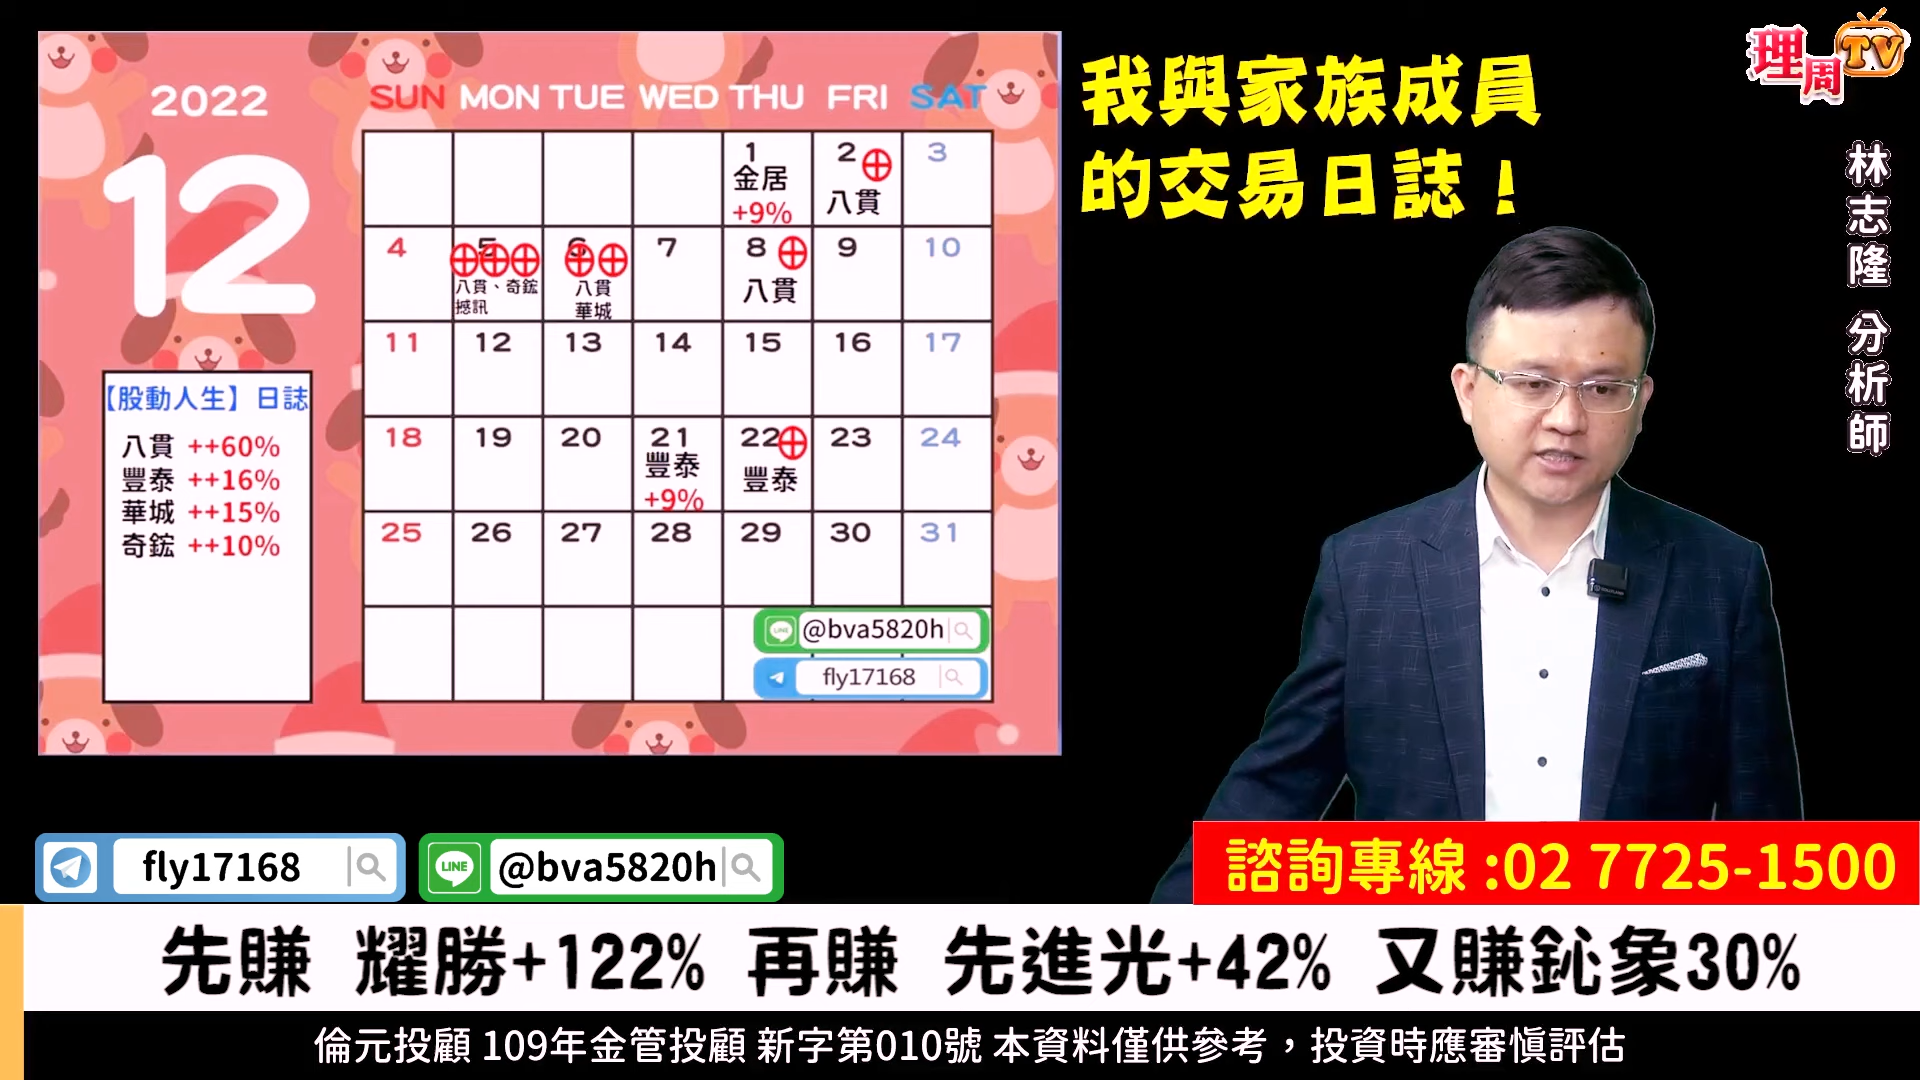 2022
12
SUN MON TUE WED THU FRI SAT
1 2 3
金居 八貫
+9%
4 5 6 7 8 9 10
八貫、奇鋐 八貫 八貫
撼訊 華城
11 12 13 14 15 16 17
18 19 20 21 22 23 24
豐泰 豐泰
+9%
25 26 27 28 29 30 31
【股動人生】日誌
八貫 ++60%
豐泰 ++16%
華城 ++15%
奇鋐 ++10%
LINE @bva5820h
fly17168
我與家族成員
的交易日誌！
理周TV
林志隆 分析師
fly17168
LINE @bva5820h
諮詢專線:02 7725-1500
先賺 耀勝+122% 再賺 先進光+42% 又賺鈊象30%
倫元投顧 109年金管投顧 新字第010號 本資料僅供參考，投資時應審慎評估